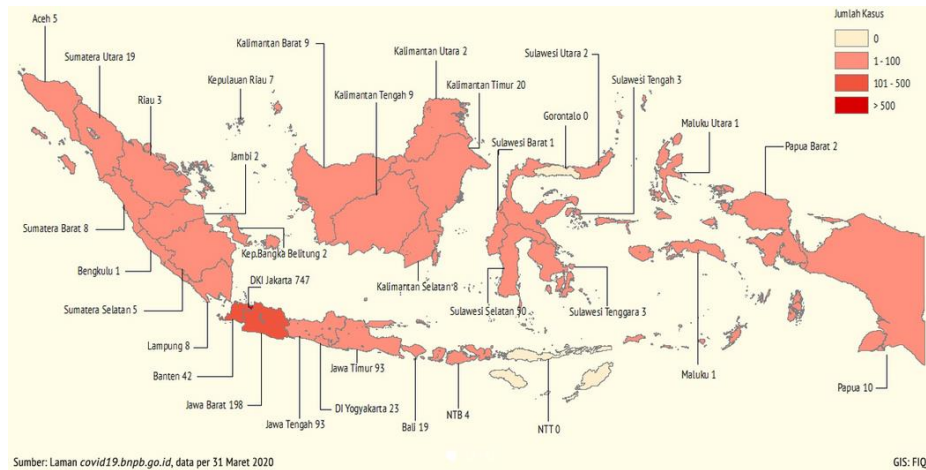 Aceh 5
Sumatera Utara 19
Riau 3
Kepulauan Riau 7
Kalimantan Barat 9
Kalimantan Tengah 9
Kalimantan Utara 2
Kalimantan Timur 20
Sulawesi Utara 2
Sulawesi Tengah 3
Gorontalo 0
Sulawesi Barat 1
Maluku Utara 1
Papua Barat 2
Jumlah Kasus
0
1 - 100
101 - 500
> 500
Jambi 2
Sumatera Barat 8
Bengkulu 1
Kep.Bangka Belitung 2
DKI Jakarta 747
Sumatera Selatan 5
Lampung 8
Banten 42
Jawa Barat 198
Jawa Tengah 93
DI Yogyakarta 23
Jawa Timur 93
Bali 19
NTB 4
NTT 0
Kalimantan Selatan 8
Sulawesi Selatan 50
Sulawesi Tenggara 3
Maluku 1
Papua 10
Sumber: Laman covid19.bnpb.go.id, data per 31 Maret 2020
GIS: FIQ